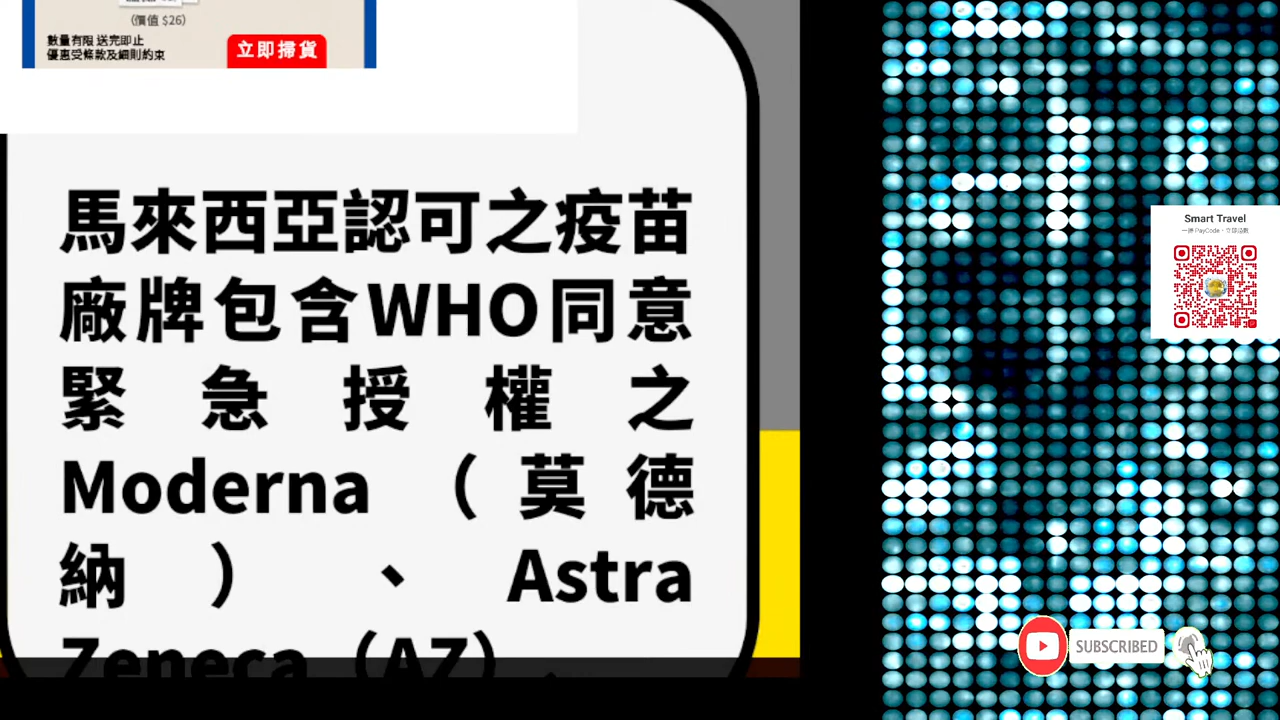 (價值 $26)
數量有限 送完即止
優惠受條款及細則約束
立即掃貨
馬來西亞認可之疫苗
廠牌包含WHO同意
緊急授權之
Moderna（莫德
納）、Astra
Zeneca（AZ）、
Smart Travel
SUBSCRIBED